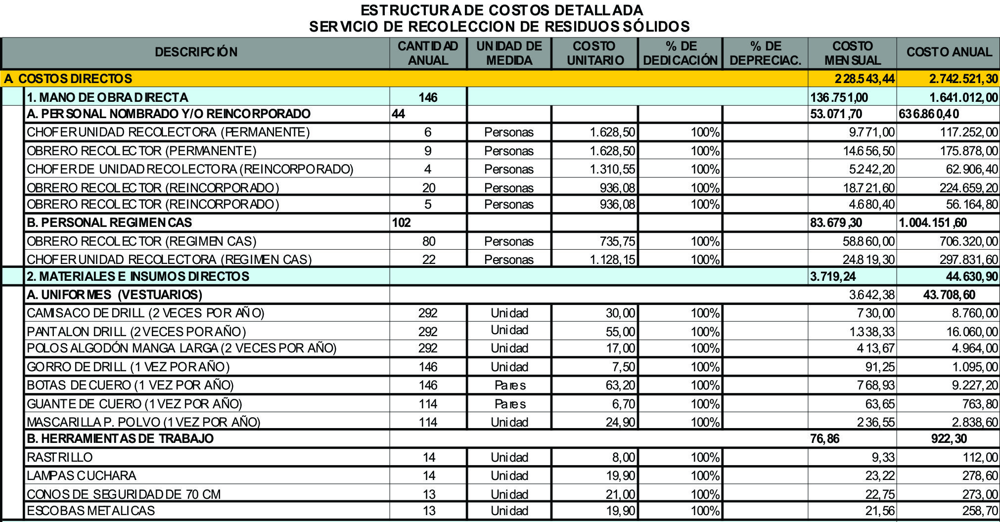 ESTRUCTURA DE COSTOS DETALLADA
SERVICIO DE RECOLECCION DE RESIDUOS SÓLIDOS
DESCRIPCIÓN CANTIDAD ANUAL UNIDAD DE MEDIDA COSTO UNITARIO % DE DEDICACIÓN % DE DEPRECIAC. COSTO MENSUAL COSTO ANUAL
A COSTOS DIRECTOS 228.543,44 2.742.521,30
1. MANO DE OBRA DIRECTA 146 136.751,00 1.641.012,00
A. PERSONAL NOMBRADO Y/O REINCORPORADO 44 53.071,70 636.860,40
CHOFER UNIDAD RECOLECTORA (PERMANENTE) 6 Personas 1.628,50 100% 9.771,00 117.252,00
OBRERO RECOLECTOR (PERMANENTE) 9 Personas 1.628,50 100% 14.656,50 175.878,00
CHOFER DE UNIDAD RECOLECTORA (REINCORPORADO) 4 Personas 1.310,55 100% 5.242,20 62.906,40
OBRERO RECOLECTOR (REINCORPORADO) 20 Personas 936,08 100% 18.721,60 224.659,20
OBRERO RECOLECTOR (REINCORPORADO) 5 Personas 936,08 100% 4.680,40 56.164,80
B. PERSONAL REGIMEN CAS 102 83.679,30 1.004.151,60
OBRERO RECOLECTOR (REGIMEN CAS) 80 Personas 735,75 100% 58.860,00 706.320,00
CHOFER UNIDAD RECOLECTORA (REGIMEN CAS) 22 Personas 1.128,15 100% 24.819,30 297.831,60
2. MATERIALES E INSUMOS DIRECTOS 3.719,24 44.630,90
A. UNIFORMES (VESTUARIOS) 3.642,38 43.708,60
CAMISACO DE DRILL (2 VECES POR AÑO) 292 Unidad 30,00 100% 730,00 8.760,00
PANTALON DRILL (2 VECES POR AÑO) 292 Unidad 55,00 100% 1.338,33 16.060,00
POLOS ALGODÓN MANGA LARGA (2 VECES POR AÑO) 292 Unidad 17,00 100% 413,67 4.964,00
GORRO DE DRILL (1 VEZ POR AÑO) 146 Unidad 7,50 100% 91,25 1.095,00
BOTAS DE CUERO (1 VEZ POR AÑO) 146 Pares 63,20 100% 768,93 9.227,20
GUANTE DE CUERO (1 VEZ POR AÑO) 114 Pares 6,70 100% 63,65 763,80
MASCARILLA P. POLVO (1 VEZ POR AÑO) 114 Unidad 24,90 100% 236,55 2.838,60
B. HERRAMIENTAS DE TRABAJO 76,86 922,30
RASTRILLO 14 Unidad 8,00 100% 9,33 112,00
LAMPAS CUCHARA 14 Unidad 19,90 100% 23,22 278,60
CONOS DE SEGURIDAD DE 70 CM 13 Unidad 21,00 100% 22,75 273,00
ESCOBAS METALICAS 13 Unidad 19,90 100% 21,56 258,70